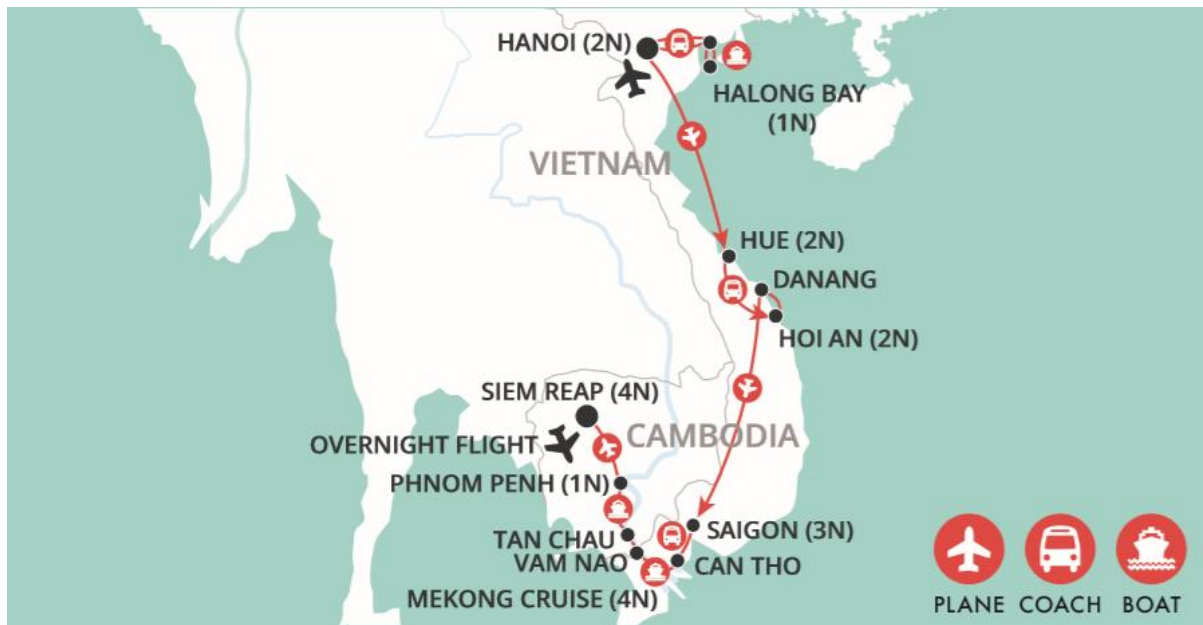 HANOI (2N)
HALONG BAY
(1N)
VIETNAM
HUE (2N)
DANANG
HOI AN (2N)
SIEM REAP (4N)
CAMBODIA
OVERNIGHT FLIGHT
PHNOM PENH (1N)
SAIGON (3N)
TAN CHAU
VAM NAO
CAN THO
MEKONG CRUISE (4N)
PLANE COACH BOAT